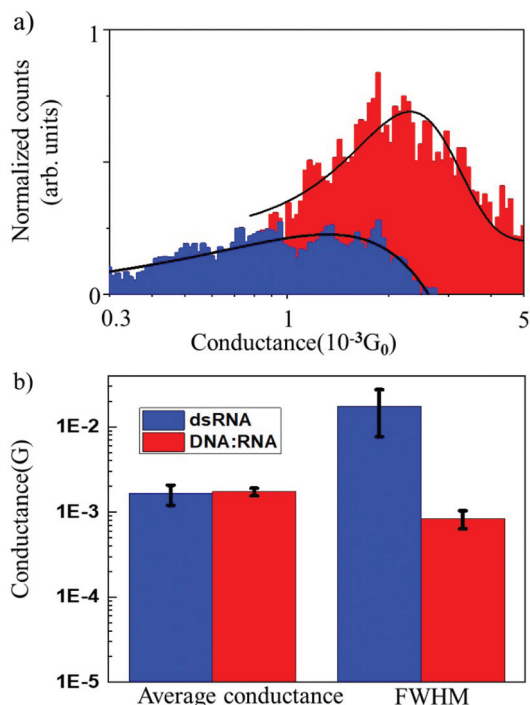 a)
1
Normalized counts
(arb. units)
0
0.3
1
5
Conductance(10⁻³G₀)
b)
dsRNA
DNA:RNA
Conductance(G)
1E-2
1E-3
1E-4
1E-5
Average conductance
FWHM